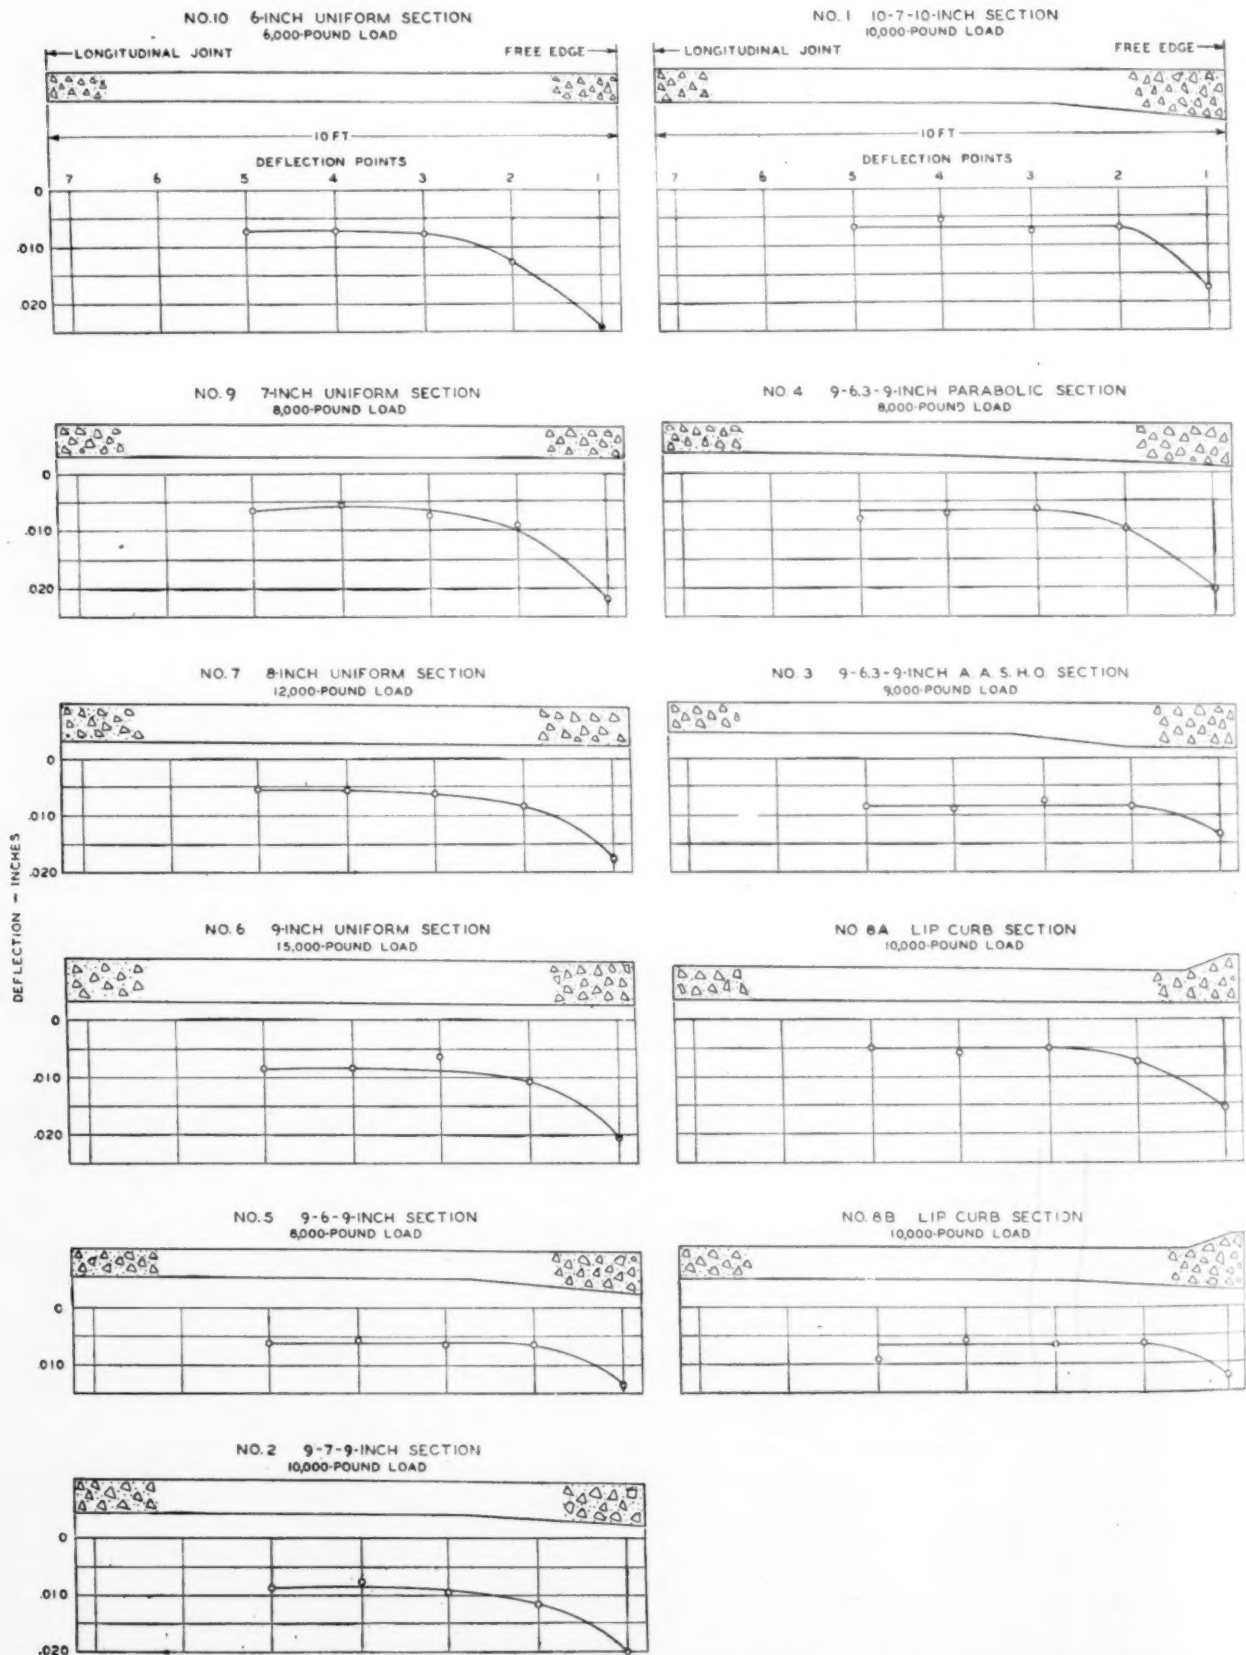 NO.10 6-INCH UNIFORM SECTION
6,000-POUND LOAD
LONGITUDINAL JOINT FREE EDGE
10 FT.
DEFLECTION POINTS
7 6 5 4 3 2 1
0
.010
.020
NO. 1 10-7-10-INCH SECTION
10,000-POUND LOAD
LONGITUDINAL JOINT FREE EDGE
10 FT.
DEFLECTION POINTS
7 6 5 4 3 2 1
NO. 9 7-INCH UNIFORM SECTION
8,000-POUND LOAD
0
.010
.020
NO. 4 9-6.3-9-INCH PARABOLIC SECTION
8,000-POUND LOAD
NO. 7 8-INCH UNIFORM SECTION
12,000-POUND LOAD
0
.010
.020
NO. 3 9-6.3-9-INCH A. A. S. H. O. SECTION
9,000-POUND LOAD
DEFLECTION - INCHES
NO. 6 9-INCH UNIFORM SECTION
15,000-POUND LOAD
0
.010
.020
NO 8A LIP CURB SECTION
10,000-POUND LOAD
NO. 5 9-6-9-INCH SECTION
8,000-POUND LOAD
0
.010
NO. 8B LIP CURB SECTION
10,000-POUND LOAD
NO. 2 9-7-9-INCH SECTION
10,000-POUND LOAD
0
.010
.020